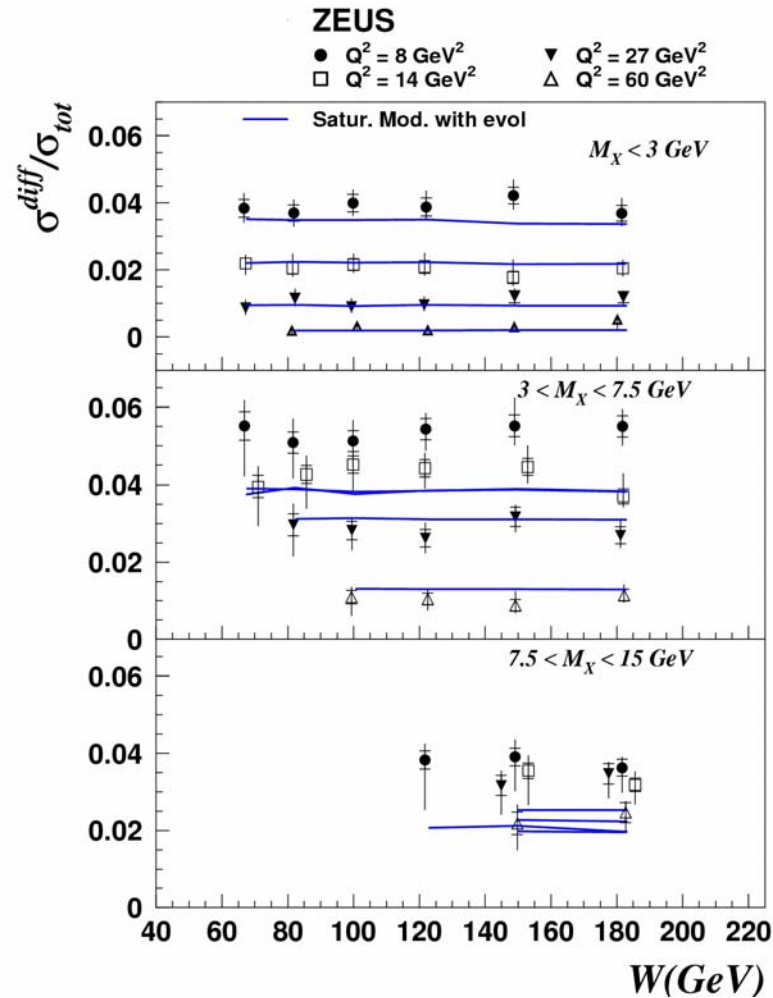 ZEUS
● Q² = 8 GeV² ▼ Q² = 27 GeV²
□ Q² = 14 GeV² △ Q² = 60 GeV²
Satur. Mod. with evol
M_X < 3 GeV
σ^diff/σ_tot
0.06
0.04
0.02
0
3 < M_X < 7.5 GeV
0.06
0.04
0.02
0
7.5 < M_X < 15 GeV
0.06
0.04
0.02
0
40 60 80 100 120 140 160 180 200 220
W(GeV)